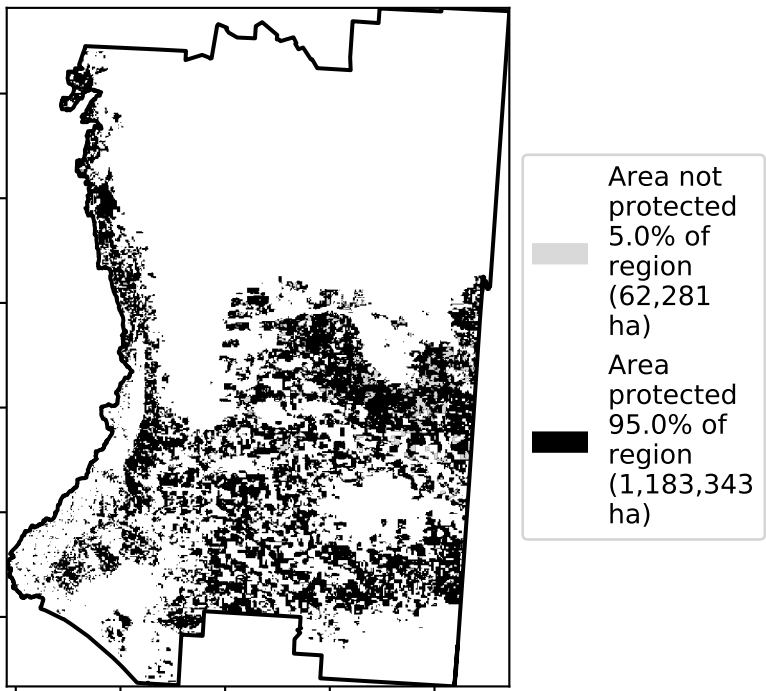 Area not
protected
5.0% of
region
(62,281
ha)
Area
protected
95.0% of
region
(1,183,343
ha)